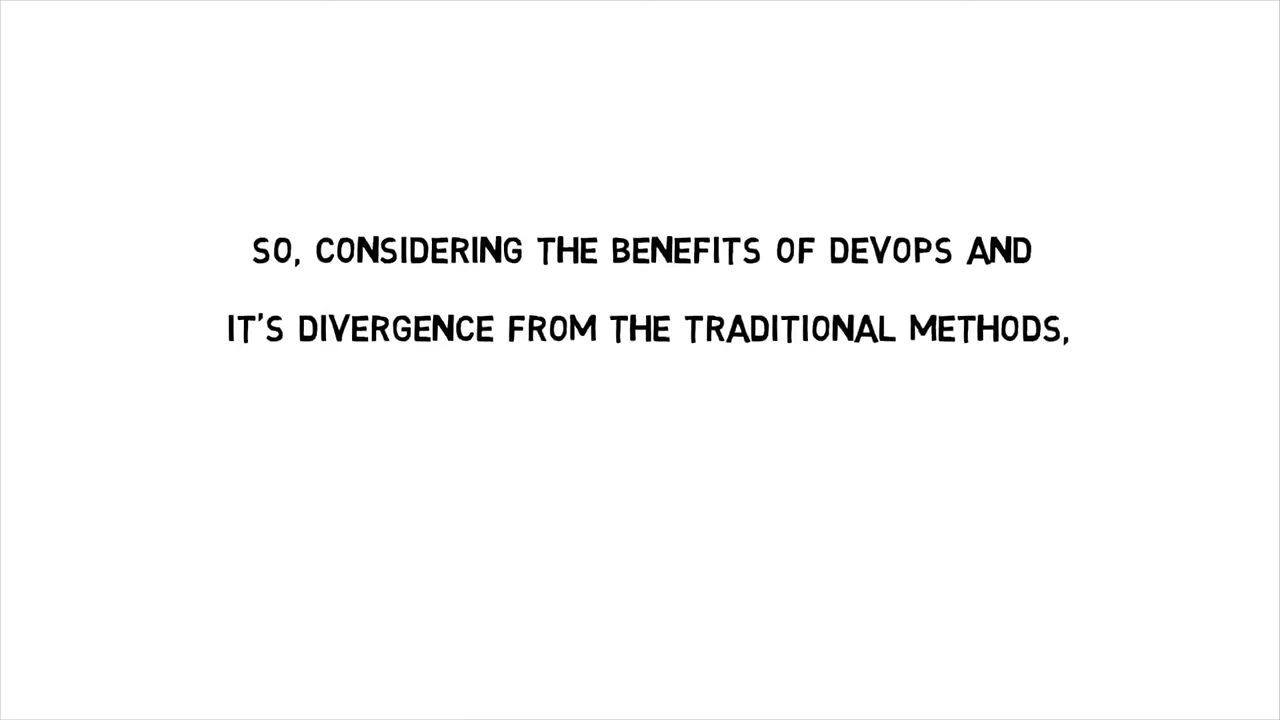 SO, CONSIDERING THE BENEFITS OF DEVOPS AND
IT'S DIVERGENCE FROM THE TRADITIONAL METHODS,